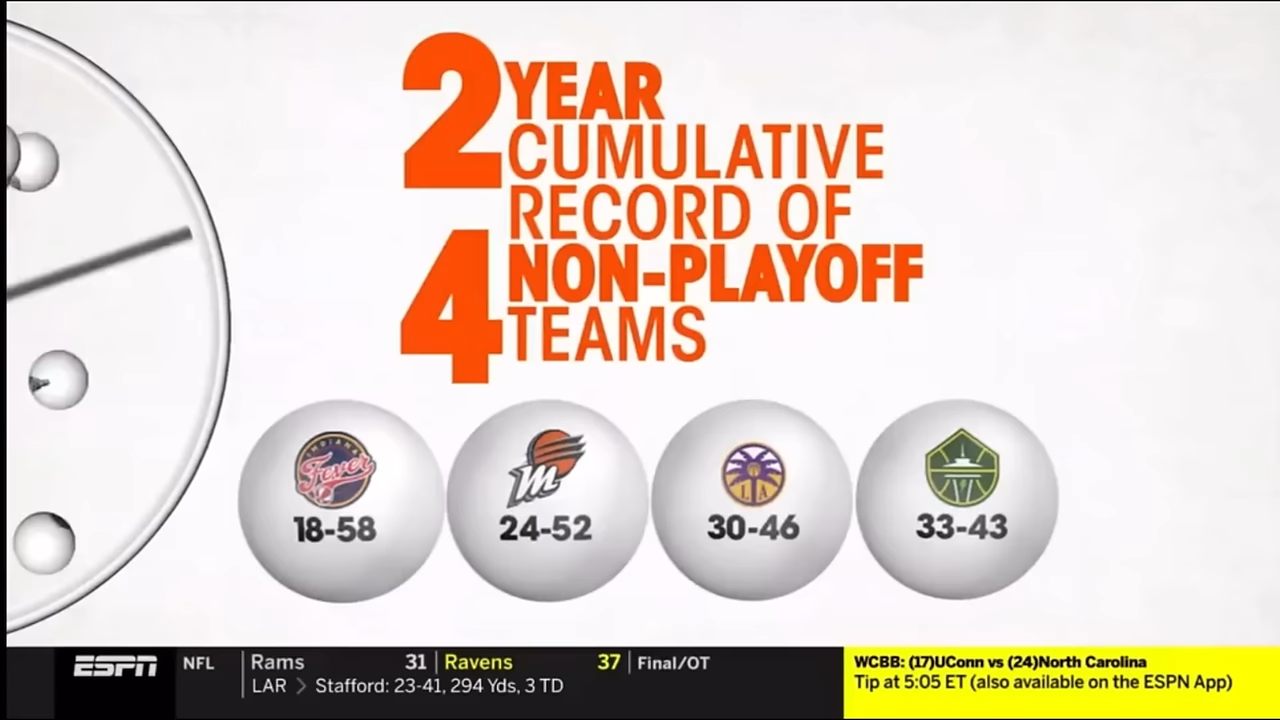 2 YEAR
CUMULATIVE
RECORD OF
4 NON-PLAYOFF
TEAMS
INDIANA
Fever
M
LA
18-58
24-52
30-46
33-43
ESPN
NFL
Rams 31
Ravens 37
Final/OT
LAR > Stafford: 23-41, 294 Yds, 3 TD
WCBB: (17)UConn vs (24)North Carolina
Tip at 5:05 ET (also available on the ESPN App)